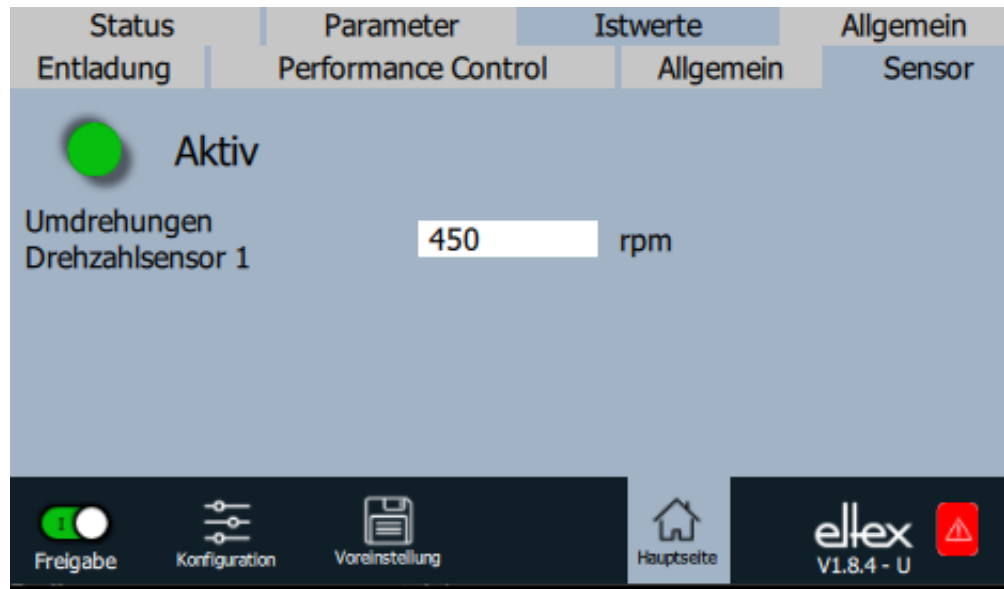 Status Parameter Istwerte Allgemein
Entladung Performance Control Allgemein Sensor
Aktiv
Umdrehungen
Drehzahlsensor 1
450 rpm
I
Freigabe Konfiguration Voreinstellung Hauptseite
eltex
V1.8.4 - U